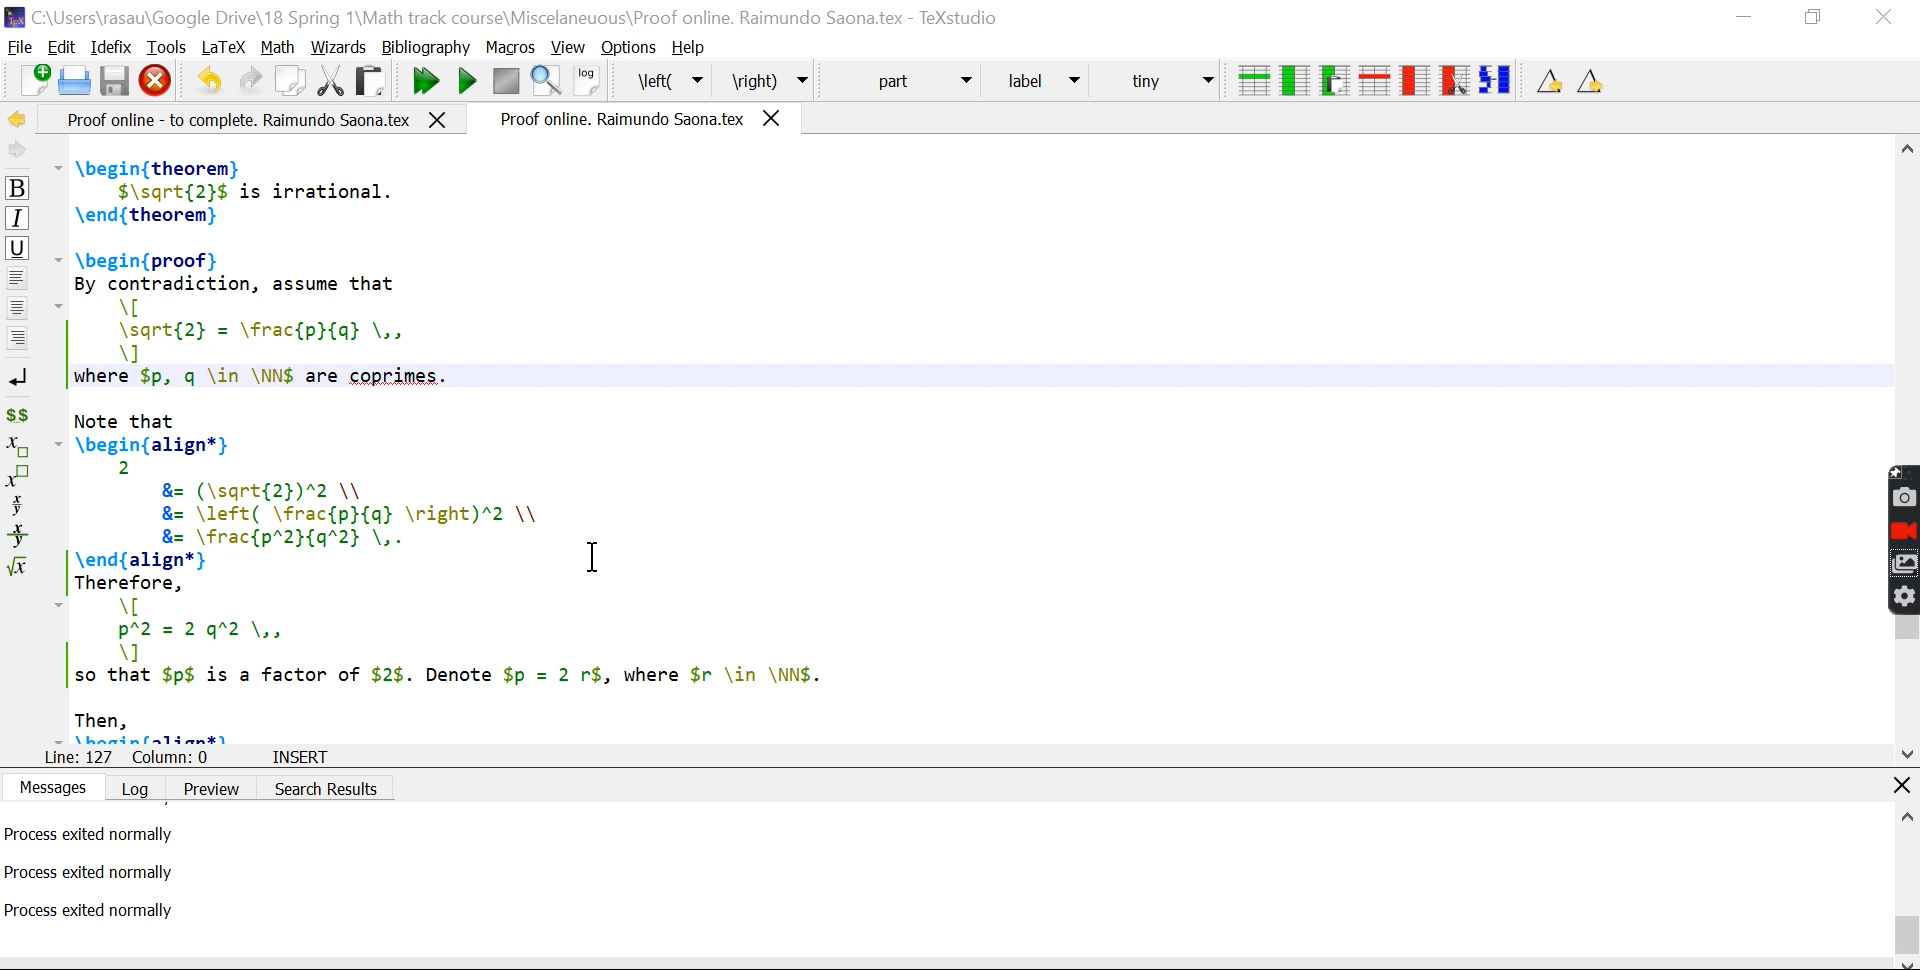 C:\Users\rasau\Google Drive\18 Spring 1\Math track course\Miscelaneuous\Proof online. Raimundo Saona.tex - TeXstudio
File Edit Idefix Tools LaTeX Math Wizards Bibliography Macros View Options Help
log \left( \right) part label tiny
Proof online - to complete. Raimundo Saona.tex Proof online. Raimundo Saona.tex
\begin{theorem}
$\sqrt{2}$ is irrational.
\end{theorem}
\begin{proof}
By contradiction, assume that
\[
\sqrt{2} = \frac{p}{q} \,,
\]
where $p, q \in \NN$ are coprimes.
Note that
\begin{align*}
2
&= (\sqrt{2})^2 \\
&= \left( \frac{p}{q} \right)^2 \\
&= \frac{p^2}{q^2} \,.
\end{align*}
Therefore,
\[
p^2 = 2 q^2 \,,
\]
so that $p$ is a factor of $2$. Denote $p = 2 r$, where $r \in \NN$.
Then,
\begin{align*}
Line: 127 Column: 0 INSERT
Messages Log Preview Search Results
Process exited normally
Process exited normally
Process exited normally